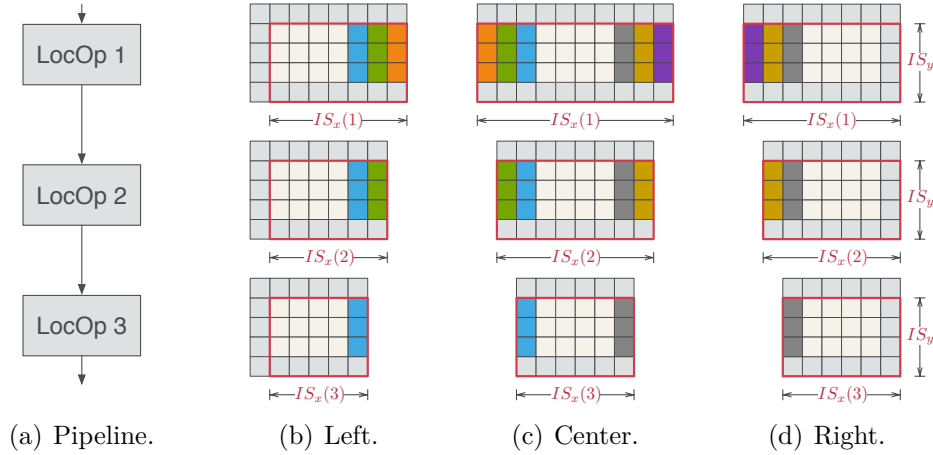 LocOp 1
IS_x(1)
IS_x(1)
IS_x(1)
IS_y
LocOp 2
IS_x(2)
IS_x(2)
IS_x(2)
IS_y
LocOp 3
IS_x(3)
IS_x(3)
IS_x(3)
IS_y
(a) Pipeline.
(b) Left.
(c) Center.
(d) Right.